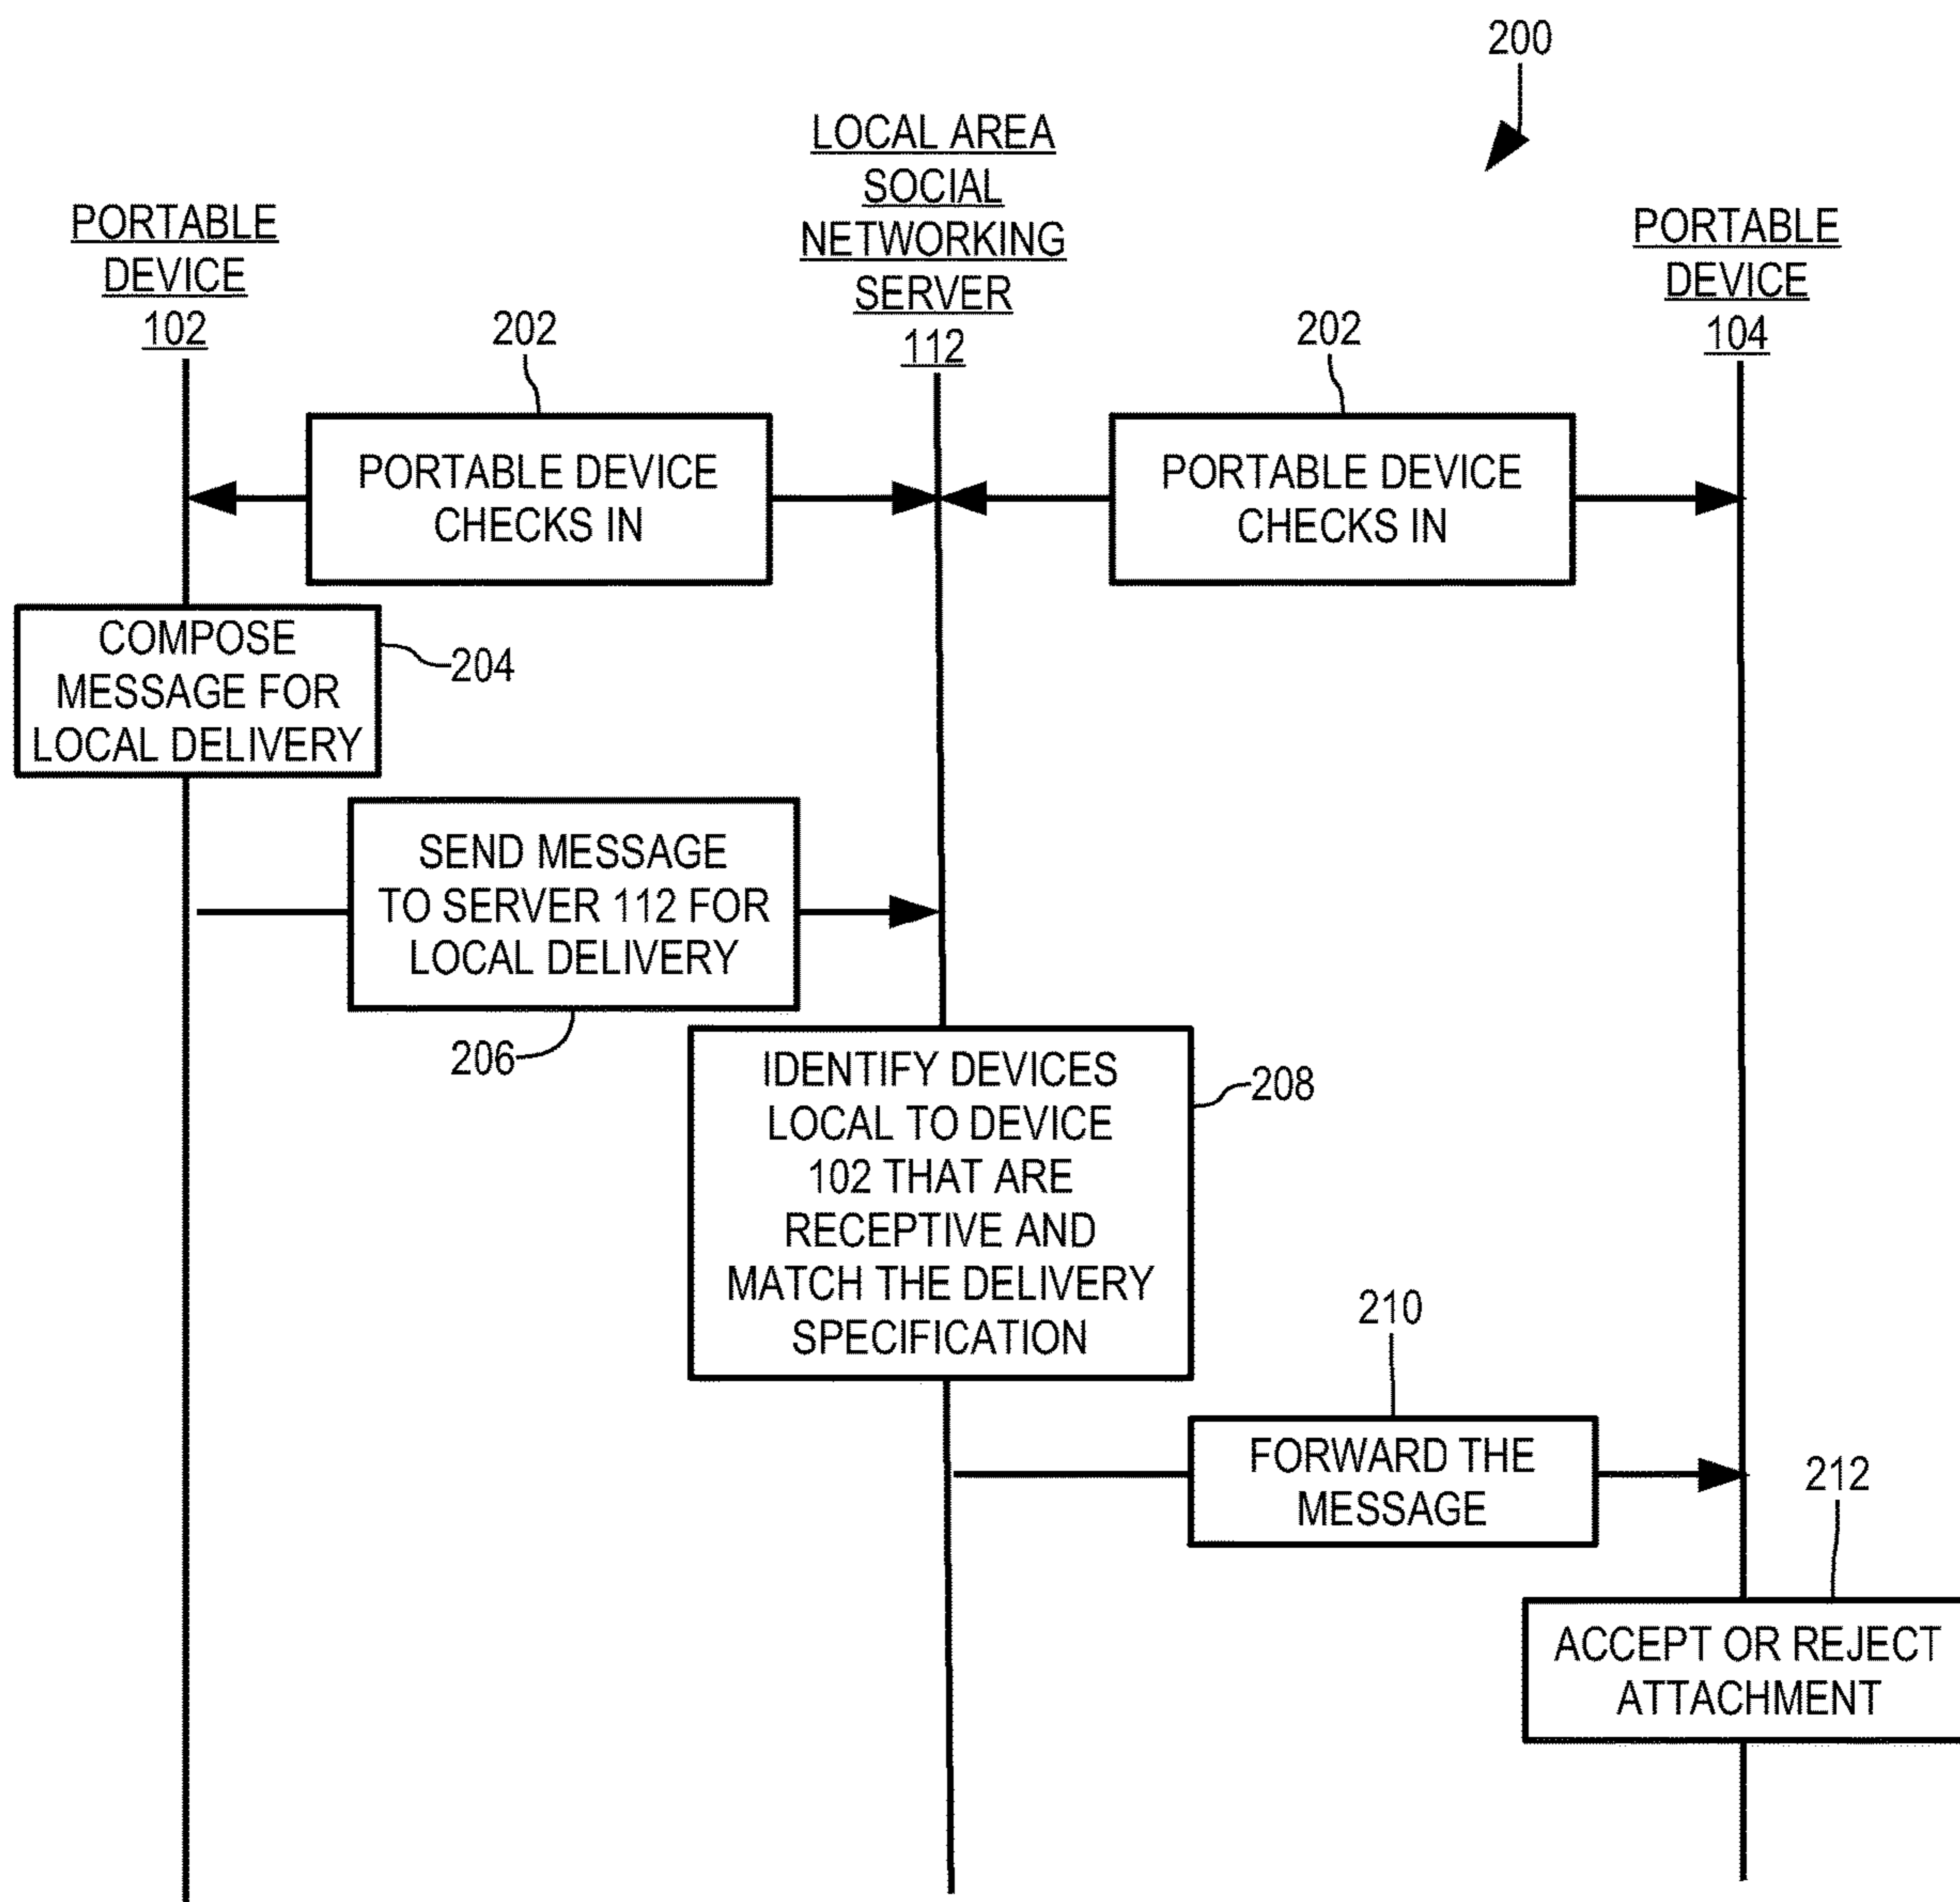 200
LOCAL AREA
SOCIAL
NETWORKING
SERVER
112
PORTABLE
DEVICE
102
PORTABLE
DEVICE
104
202
202
PORTABLE DEVICE
CHECKS IN
PORTABLE DEVICE
CHECKS IN
COMPOSE
MESSAGE FOR
LOCAL DELIVERY
204
SEND MESSAGE
TO SERVER 112 FOR
LOCAL DELIVERY
206
IDENTIFY DEVICES
LOCAL TO DEVICE
102 THAT ARE
RECEPTIVE AND
MATCH THE DELIVERY
SPECIFICATION
208
210
FORWARD THE
MESSAGE
212
ACCEPT OR REJECT
ATTACHMENT